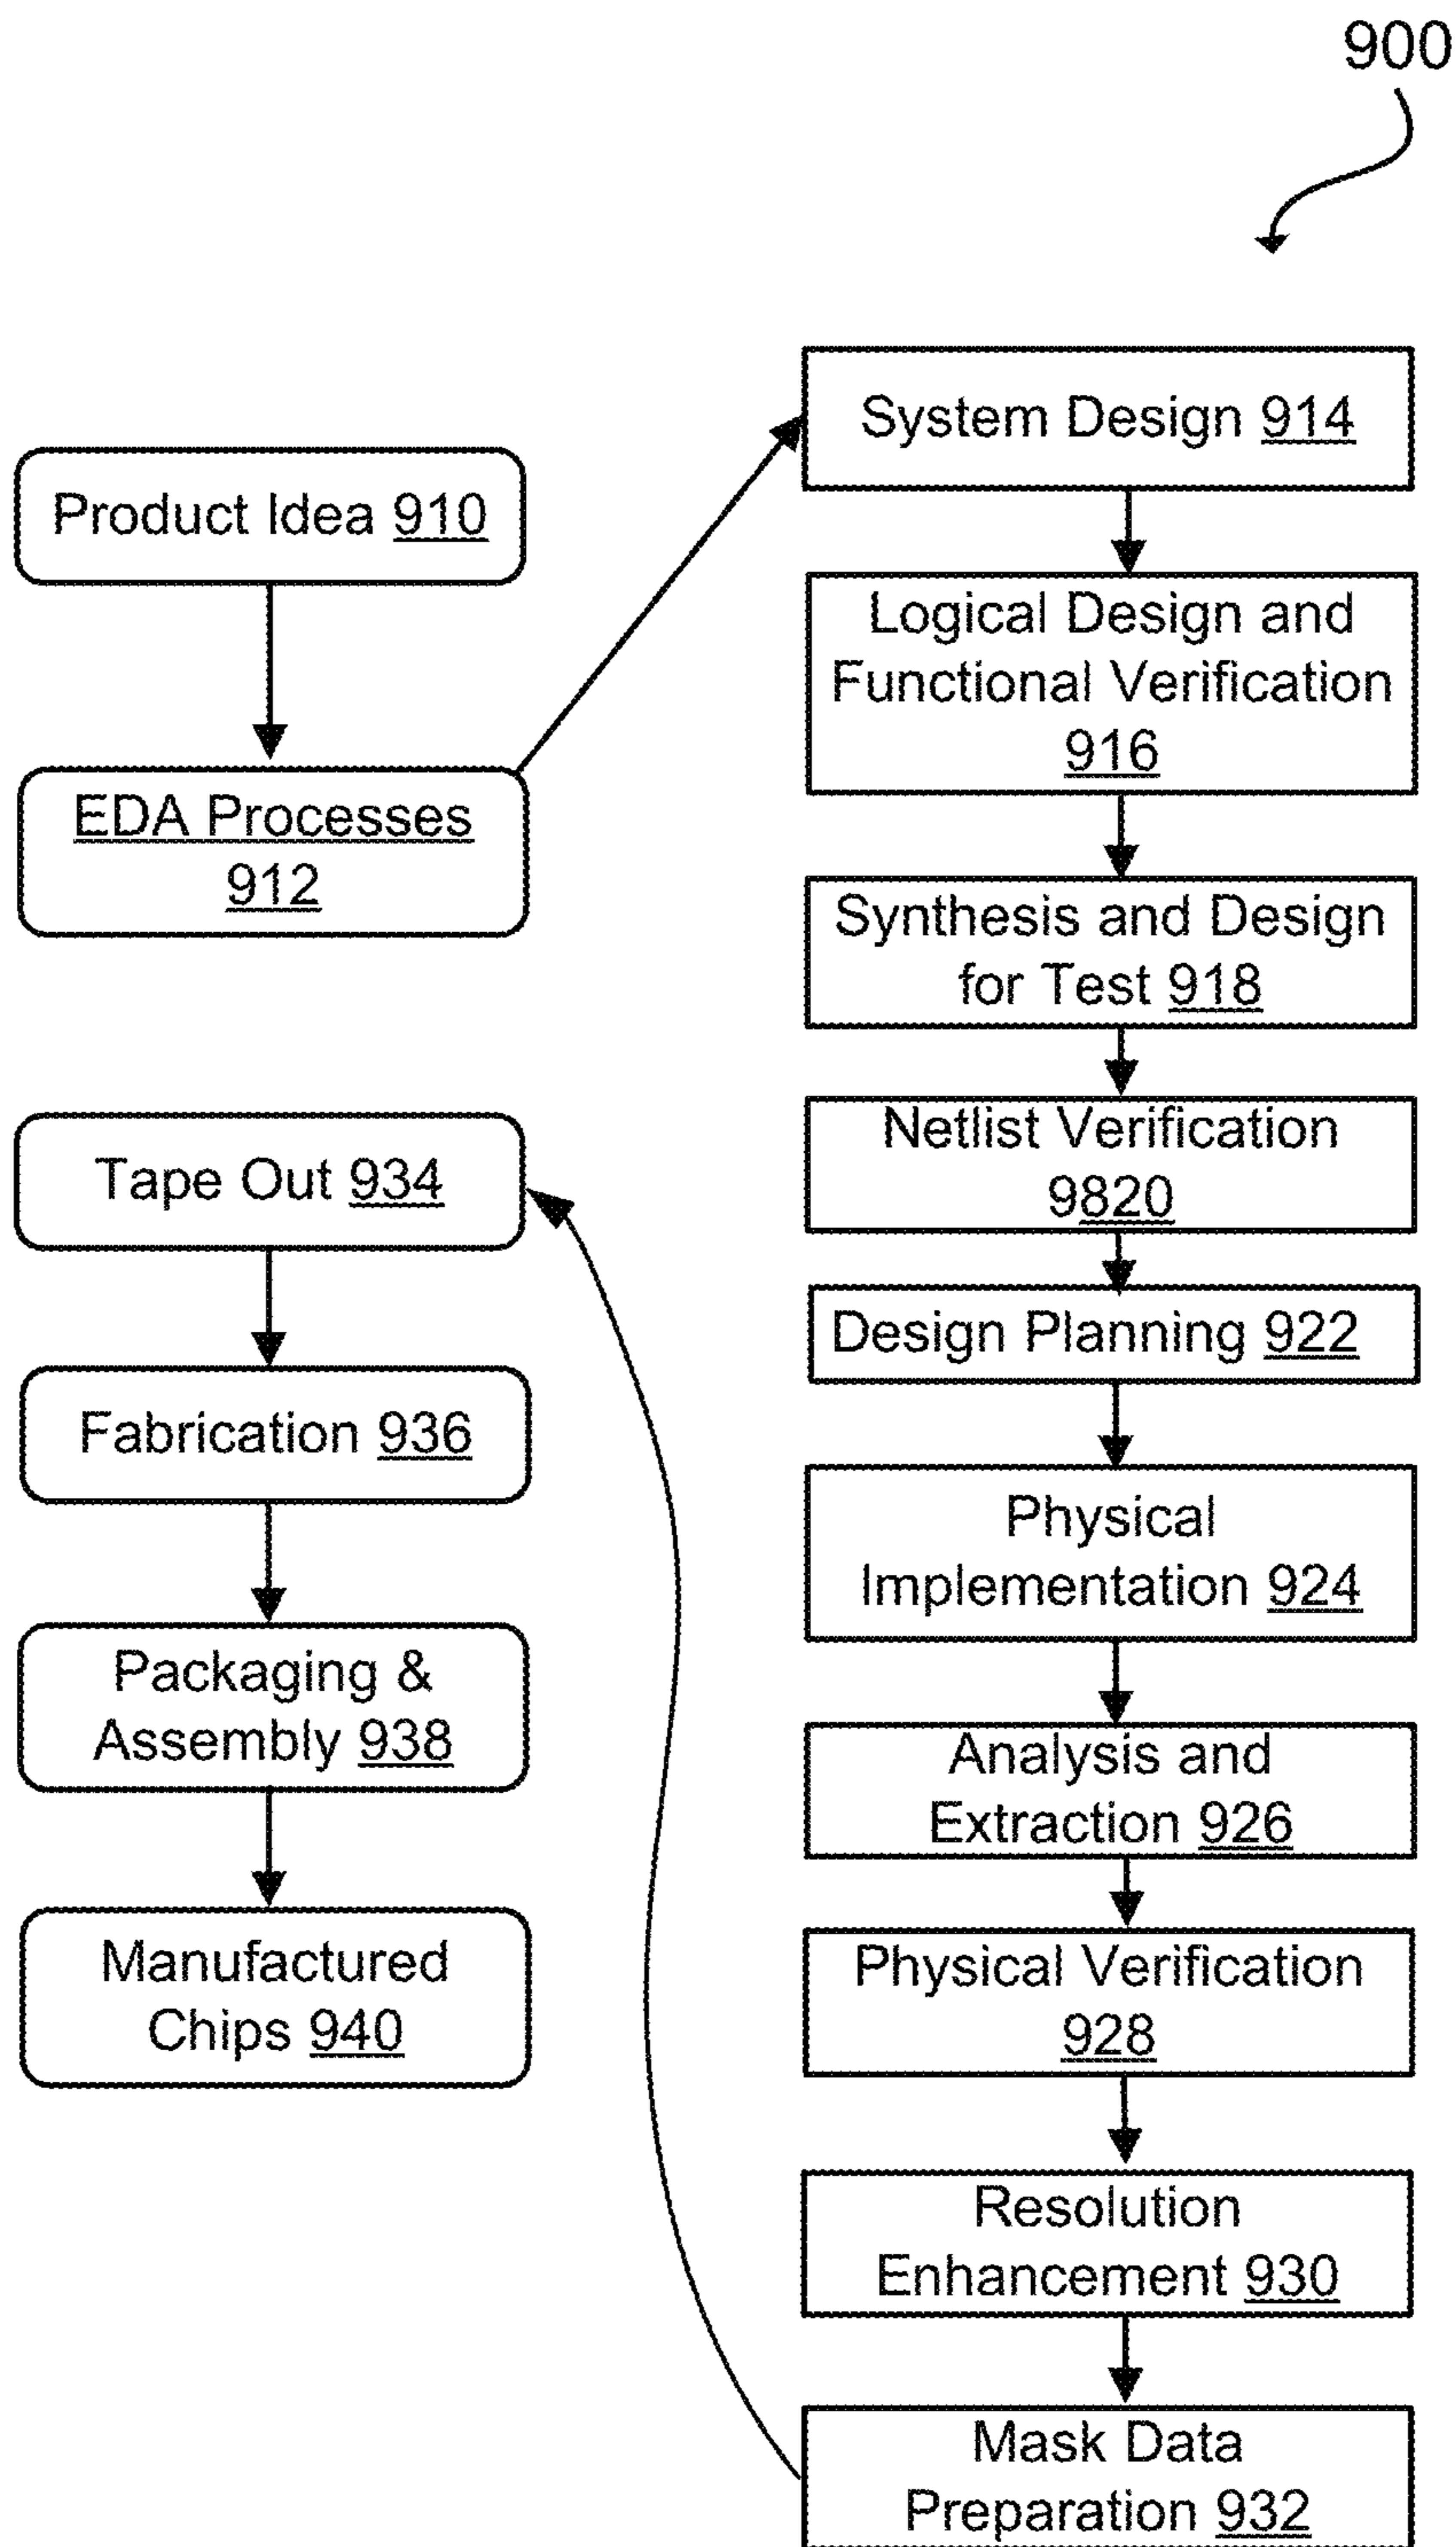 900
Product Idea 910
EDA Processes
912
System Design 914
Logical Design and
Functional Verification
916
Synthesis and Design
for Test 918
Netlist Verification
9820
Design Planning 922
Physical
Implementation 924
Analysis and
Extraction 926
Physical Verification
928
Resolution
Enhancement 930
Mask Data
Preparation 932
Tape Out 934
Fabrication 936
Packaging &
Assembly 938
Manufactured
Chips 940